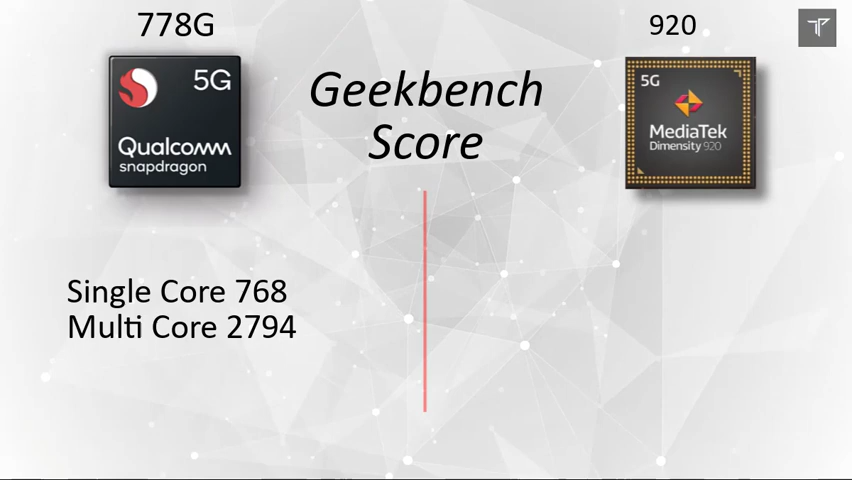 778G
920
5G
Qualcomm
snapdragon
Geekbench
Score
5G
MediaTek
Dimensity 920
Single Core 768
Multi Core 2794